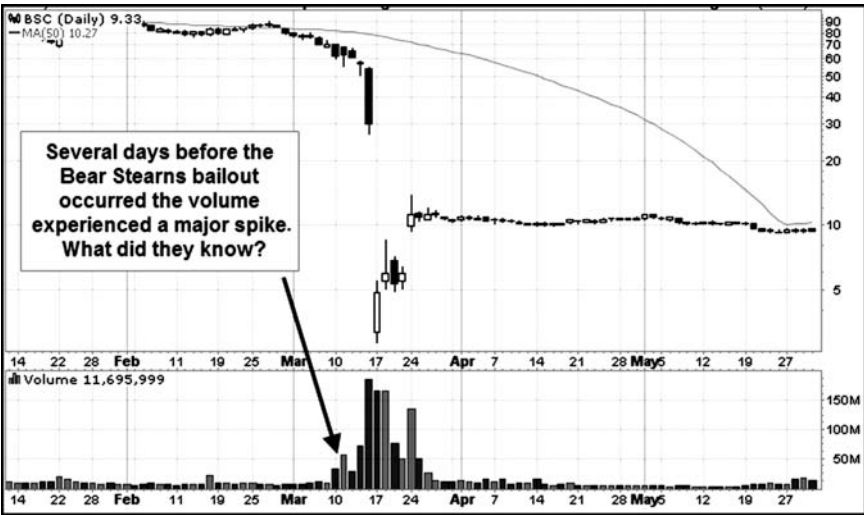 BSC (Daily) 9.33
MA(50) 10.27
90
80
70
60
50
40
30
20
10
5
Several days before the
Bear Stearns bailout
occurred the volume
experienced a major spike.
What did they know?
14 22 28 Feb 11 19 25 Mar 10 17 24 Apr 7 14 21 28 May5 12 19 27
Volume 11,695,999
150M
100M
50M
14 22 28 Feb 11 19 25 Mar 10 17 24 Apr 7 14 21 28 May5 12 19 27